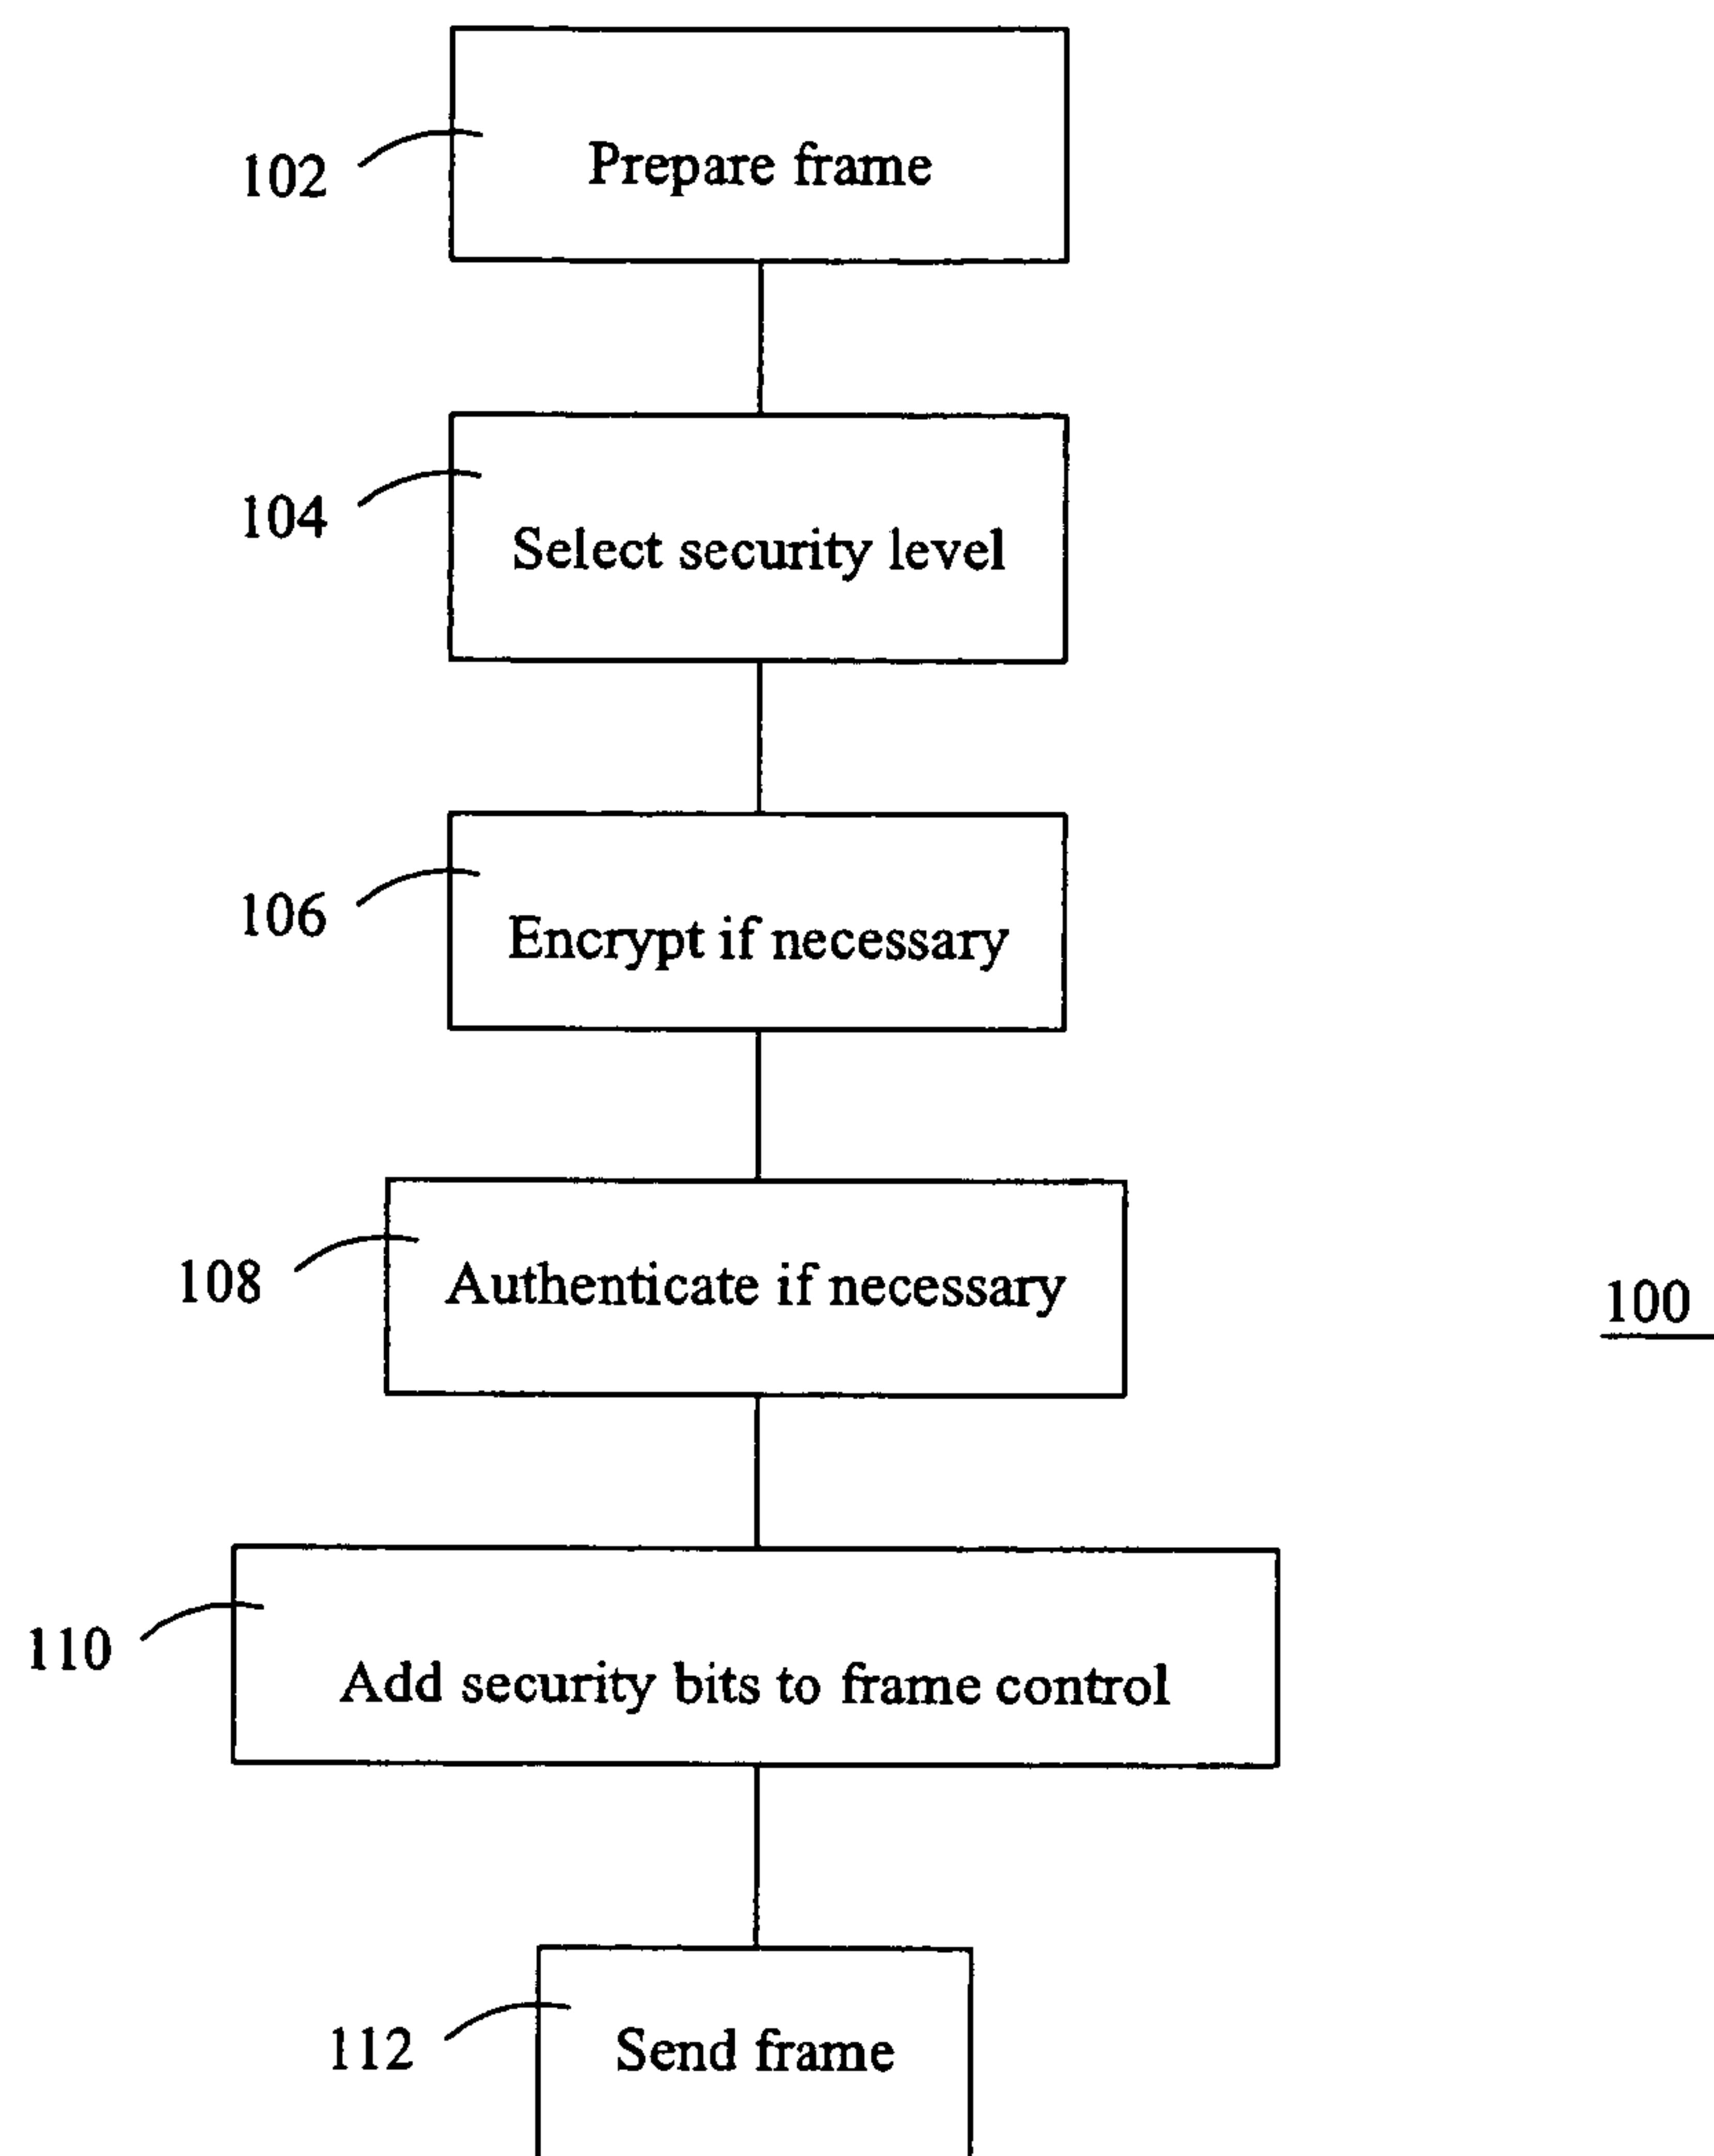 102
Prepare frame
104
Select security level
106
Encrypt if necessary
108
Authenticate if necessary
100
110
Add security bits to frame control
112
Send frame